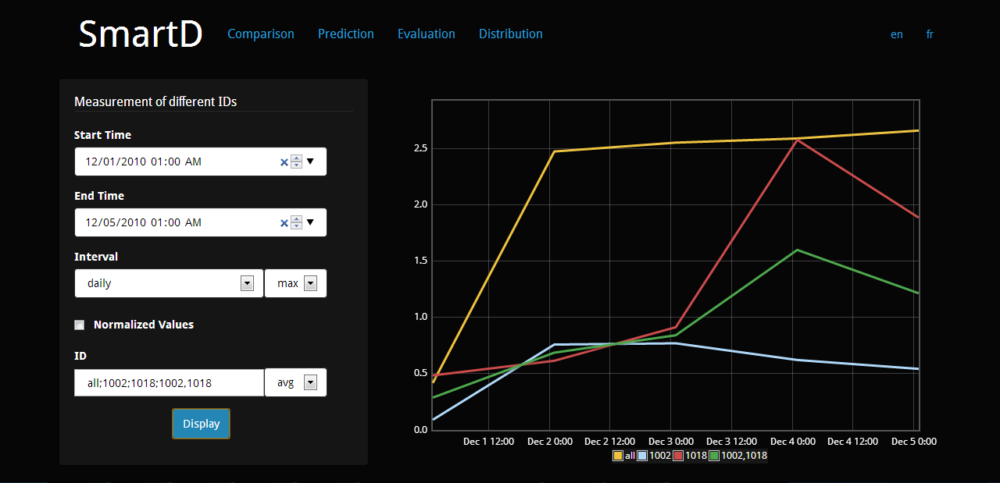 SmartD Comparison Prediction Evaluation Distribution en fr
Measurement of different IDs
Start Time
12/01/2010 01:00 AM
End Time
12/05/2010 01:00 AM
Interval
daily max
Normalized Values
ID
all;1002;1018;1002,1018 avg
Display
2.5
2.0
1.5
1.0
0.5
0.0
Dec 1 12:00 Dec 2 0:00 Dec 2 12:00 Dec 3 0:00 Dec 3 12:00 Dec 4 0:00 Dec 4 12:00 Dec 5 0:00
all 1002 1018 1002,1018